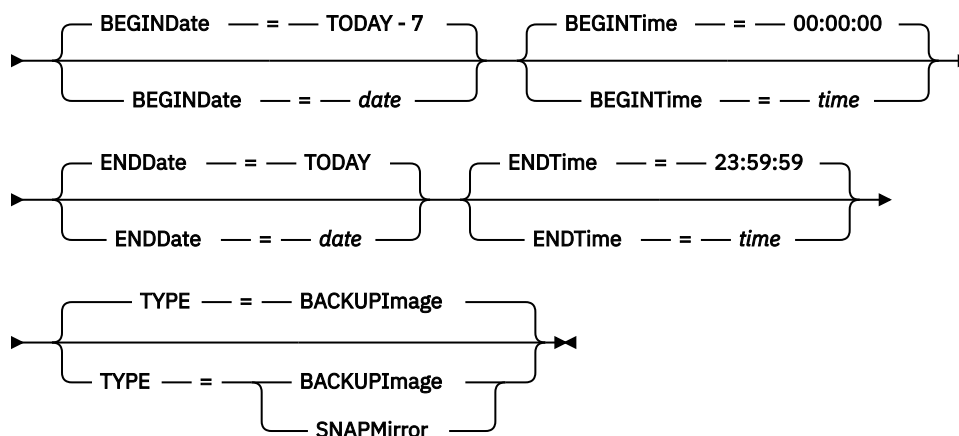 BEGINDate = TODAY - 7 BEGINTime = 00:00:00
BEGINDate = date BEGINTime = time
ENDDate = TODAY ENDTime = 23:59:59
ENDDate = date ENDTime = time
TYPE = BACKUPImage
TYPE = BACKUPImage
SNAPMirror